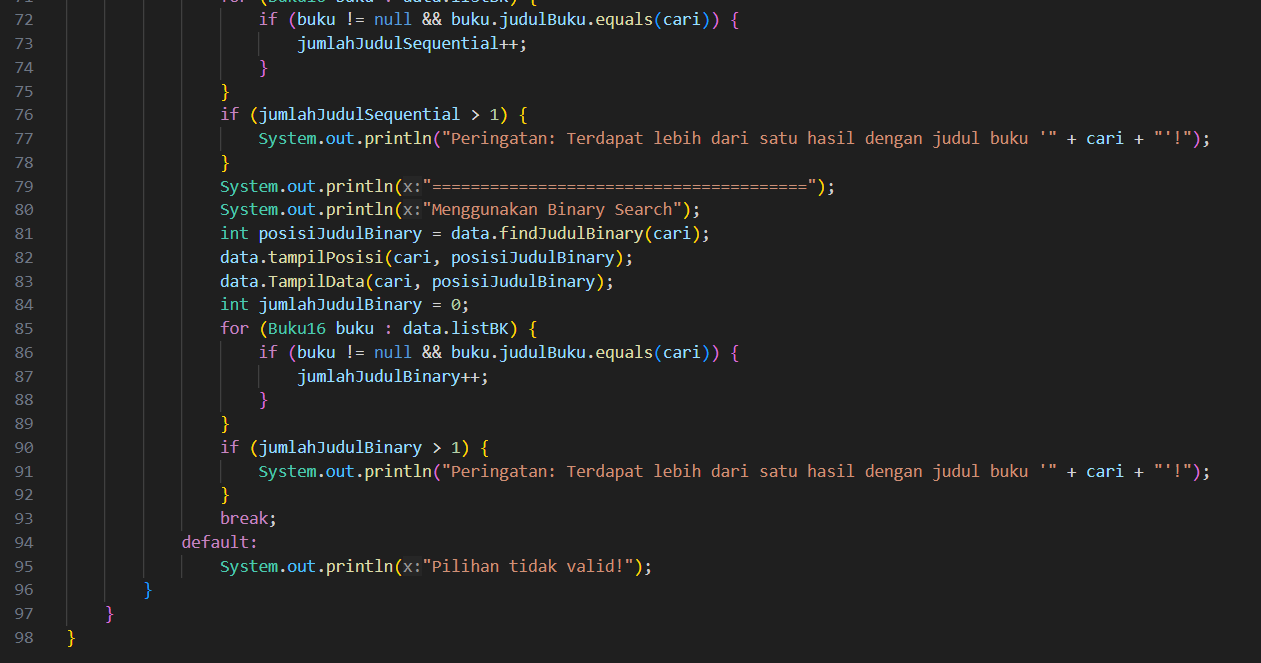 71 for (Buku16 buku : data.listBK) {
72 if (buku != null && buku.judulBuku.equals(cari)) {
73 jumlahJudulSequential++;
74 }
75 }
76 if (jumlahJudulSequential > 1) {
77 System.out.println("Peringatan: Terdapat lebih dari satu hasil dengan judul buku '" + cari + "'!");
78 }
79 System.out.println(x:"=======================================");
80 System.out.println(x:"Menggunakan Binary Search");
81 int posisiJudulBinary = data.findJudulBinary(cari);
82 data.tampilPosisi(cari, posisiJudulBinary);
83 data.TampilData(cari, posisiJudulBinary);
84 int jumlahJudulBinary = 0;
85 for (Buku16 buku : data.listBK) {
86 if (buku != null && buku.judulBuku.equals(cari)) {
87 jumlahJudulBinary++;
88 }
89 }
90 if (jumlahJudulBinary > 1) {
91 System.out.println("Peringatan: Terdapat lebih dari satu hasil dengan judul buku '" + cari + "'!");
92 }
93 break;
94 default:
95 System.out.println(x:"Pilihan tidak valid!");
96 }
97 }
98 }